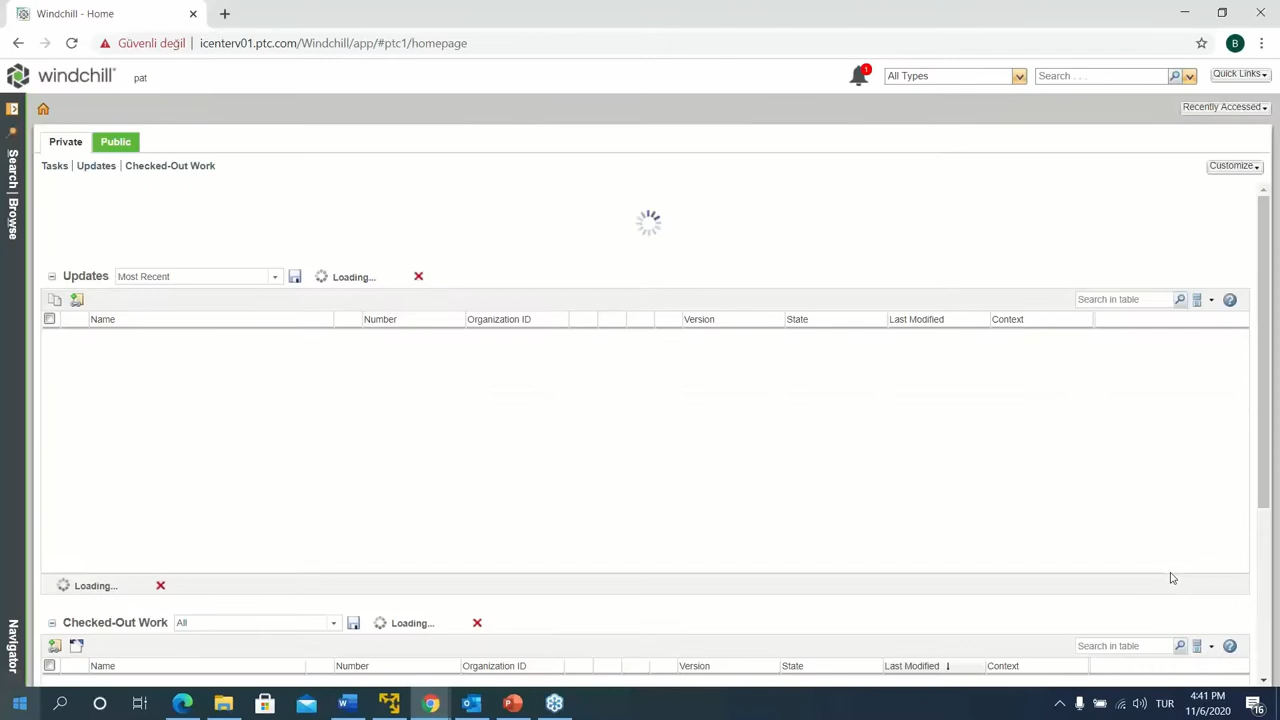 Windchill - Home
Güvenli değil
icenterv01.ptc.com/Windchill/app/#ptc1/homepage
B
windchill
pat
1
All Types
Search . . .
Quick Links
Recently Accessed
Search | Browse
Navigator
Private
Public
Tasks | Updates | Checked-Out Work
Customize
Updates
Most Recent
Loading...
Search in table
Name
Number
Organization ID
Version
State
Last Modified
Context
Loading...
Checked-Out Work
All
Loading...
Search in table
Name
Number
Organization ID
Version
State
Last Modified
Context
TUR
4:41 PM
11/6/2020
16